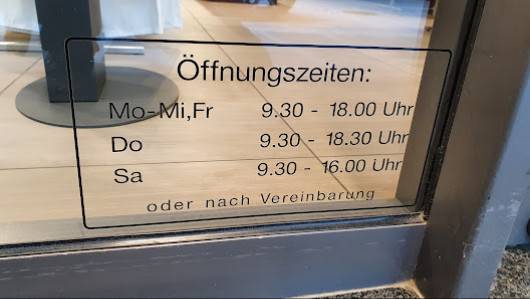 Öffnungszeiten:
Mo-Mi,Fr 9.30 - 18.00 Uhr
Do 9.30 - 18.30 Uhr
Sa 9.30 - 16.00 Uhr
oder nach Vereinbarung